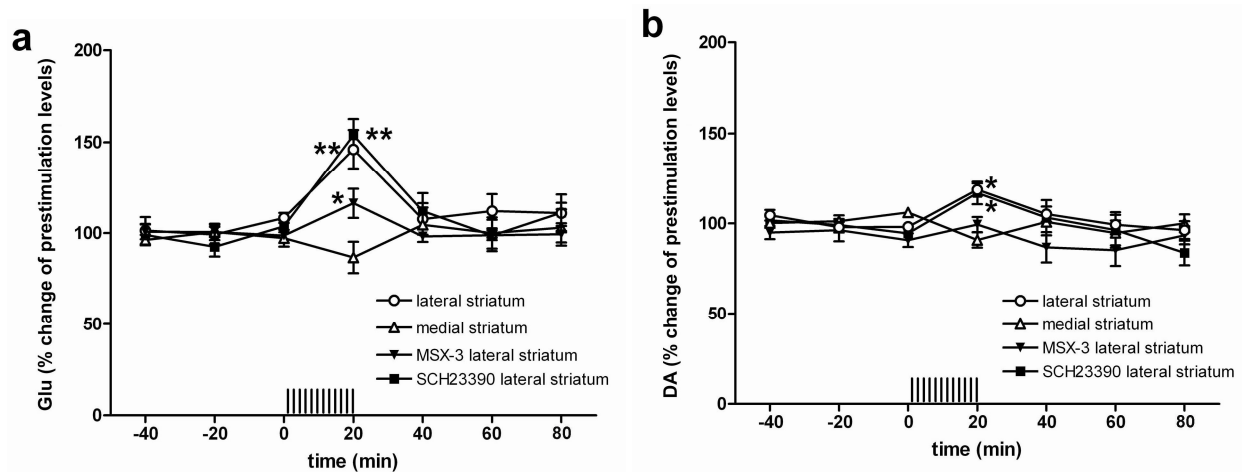 a
Glu (% change of prestimulation levels)
200
150
100
50
0
**
**
*
lateral striatum
medial striatum
MSX-3 lateral striatum
SCH23390 lateral striatum
-40 -20 0 20 40 60 80
time (min)
b
DA (% change of prestimulation levels)
200
150
100
50
0
*
*
lateral striatum
medial striatum
MSX-3 lateral striatum
SCH23390 lateral striatum
-40 -20 0 20 40 60 80
time (min)